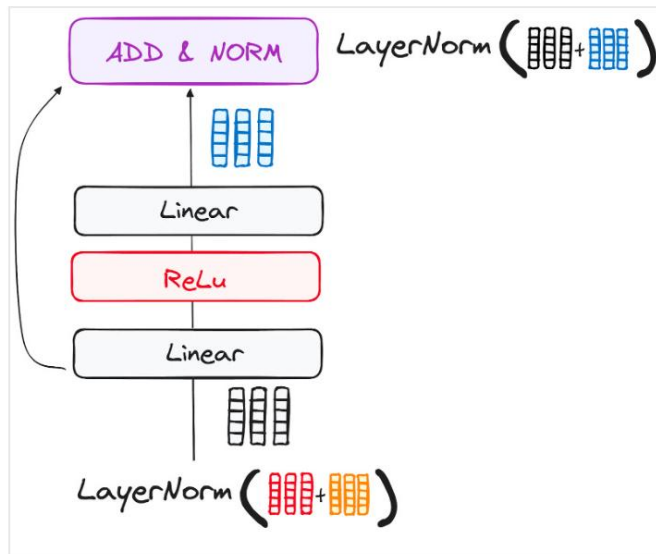 ADD & NORM
LayerNorm ( + )
Linear
ReLu
Linear
LayerNorm ( + )